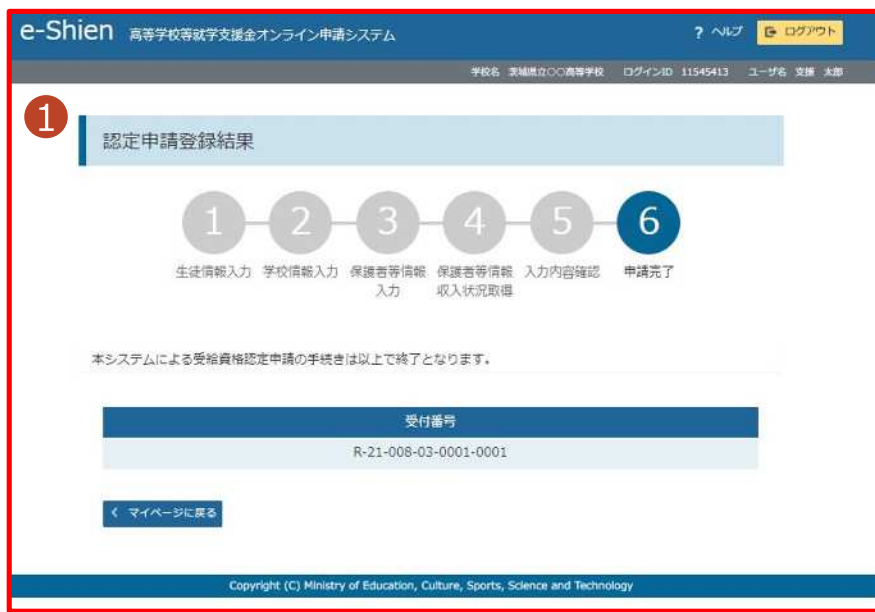 e-Shien 高等学校等就学支援金オンライン申請システム ? ヘルプ ログアウト
学校名 茨城県立〇〇高等学校 ログインID 11545413 ユーザ名 支援 太郎
1
認定申請登録結果
1 2 3 4 5 6
生徒情報入力 学校情報入力 保護者等情報入力 保護者等情報収入状況取得 入力内容確認 申請完了
本システムによる受給資格認定申請の手続きは以上で終了となります。
受付番号
R-21-008-03-0001-0001
マイページに戻る
Copyright (C) Ministry of Education, Culture, Sports, Science and Technology